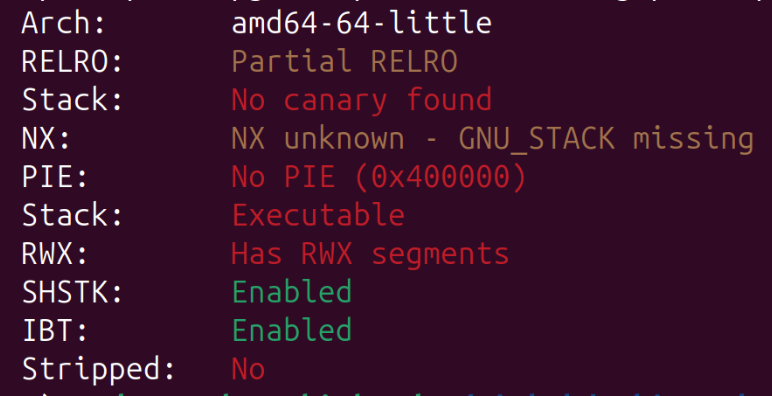 Arch: amd64-64-little
RELRO: Partial RELRO
Stack: No canary found
NX: NX unknown - GNU_STACK missing
PIE: No PIE (0x400000)
Stack: Executable
RWX: Has RWX segments
SHSTK: Enabled
IBT: Enabled
Stripped: No